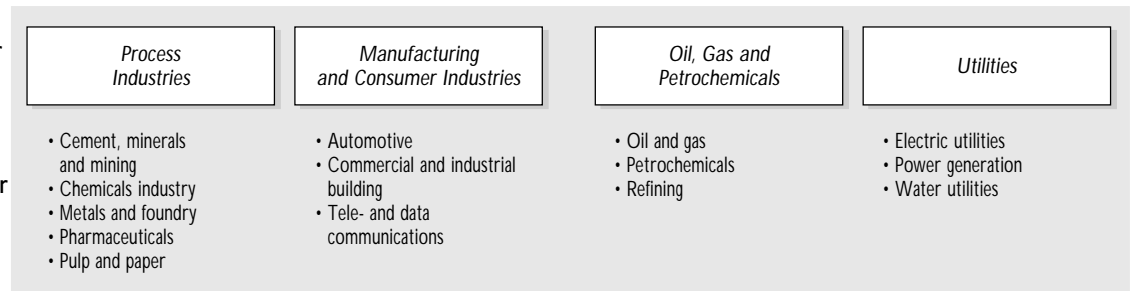 Process
Industries
• Cement, minerals
and mining
• Chemicals industry
• Metals and foundry
• Pharmaceuticals
• Pulp and paper
Manufacturing
and Consumer Industries
• Automotive
• Commercial and industrial
building
• Tele- and data
communications
Oil, Gas and
Petrochemicals
• Oil and gas
• Petrochemicals
• Refining
Utilities
• Electric utilities
• Power generation
• Water utilities